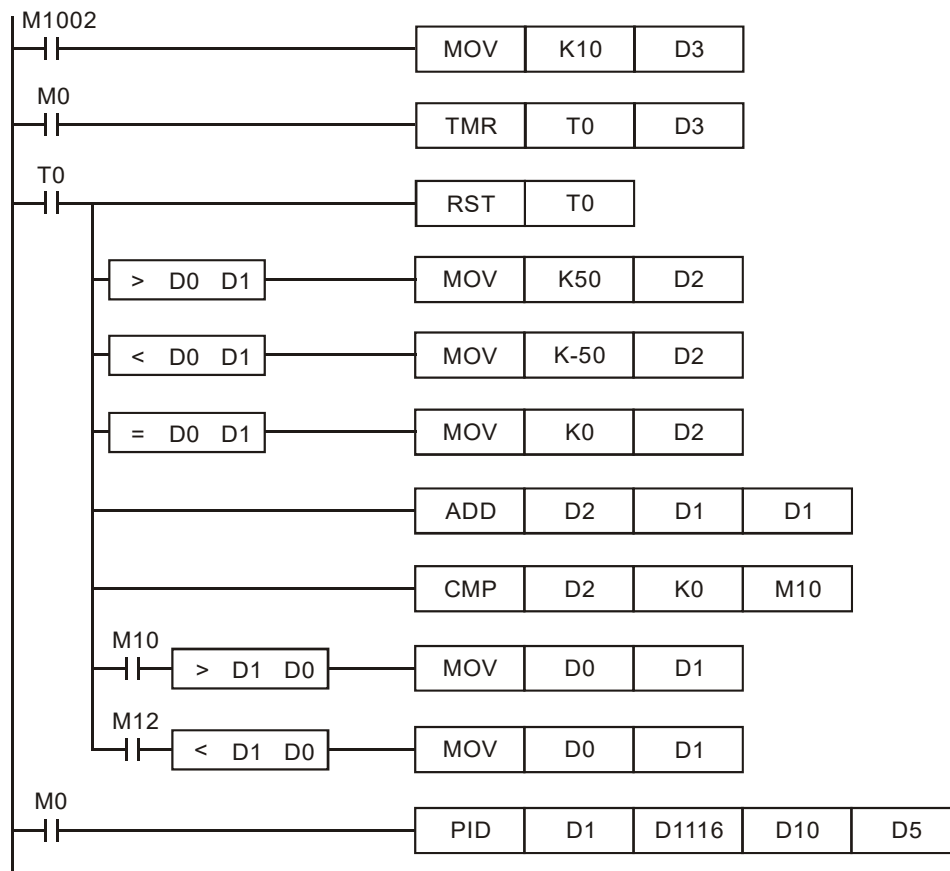 M1002
MOV K10 D3
M0
TMR T0 D3
T0
RST T0
> D0 D1 MOV K50 D2
< D0 D1 MOV K-50 D2
= D0 D1 MOV K0 D2
ADD D2 D1 D1
CMP D2 K0 M10
M10
> D1 D0 MOV D0 D1
M12
< D1 D0 MOV D0 D1
M0
PID D1 D1116 D10 D5